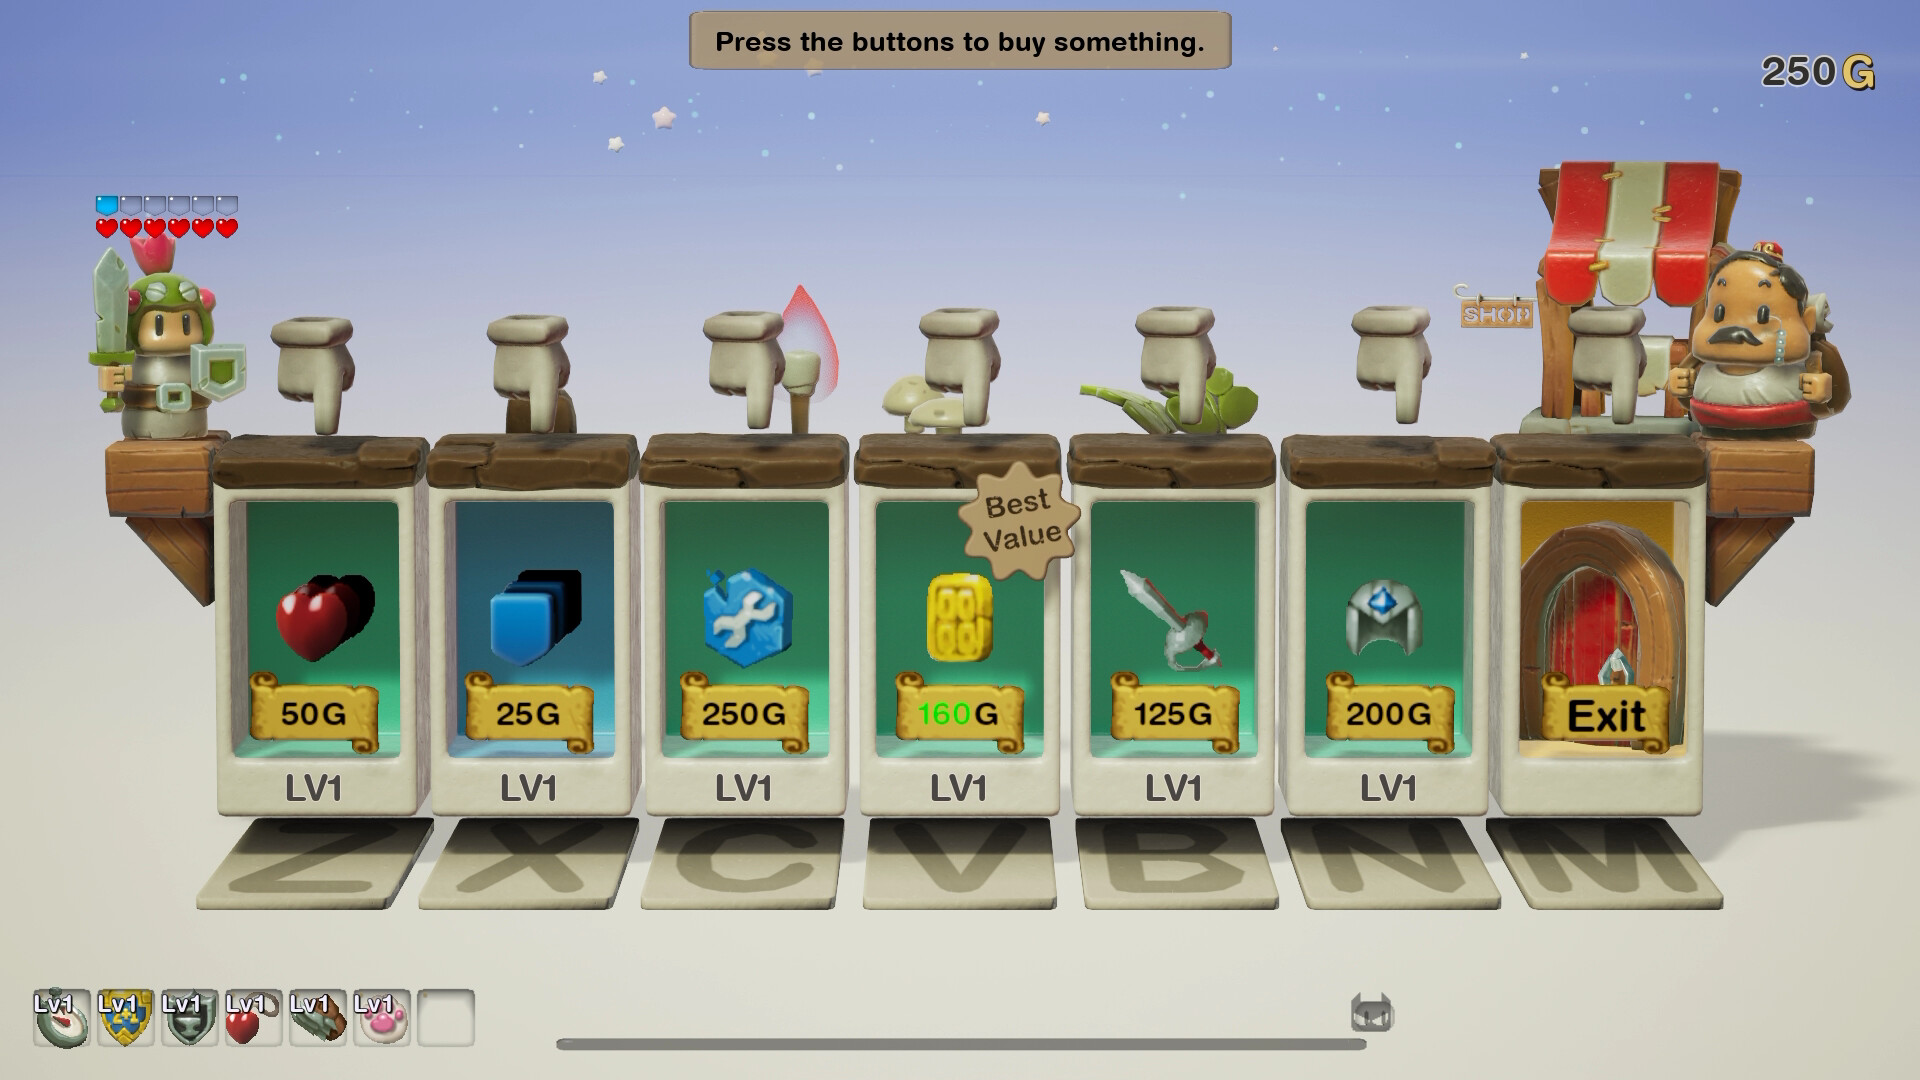 Press the buttons to buy something.
250G
SHOP
Best
Value
50G
25G
250G
160G
125G
200G
Exit
LV1
LV1
LV1
LV1
LV1
LV1
Z
X
C
V
B
N
M
Lv1
Lv1
Lv1
Lv1
Lv1
Lv1